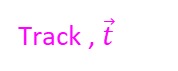 Track , \vec{t}